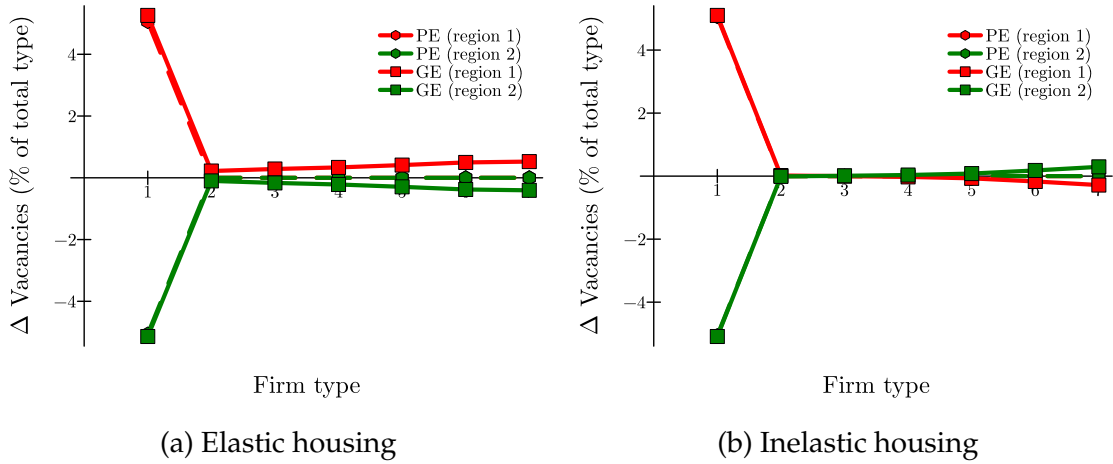 Δ Vacancies (% of total type)
4
2
−2
−4
1
2
3
4
5
6
PE (region 1)
PE (region 2)
GE (region 1)
GE (region 2)
Firm type
(a) Elastic housing
Δ Vacancies (% of total type)
4
2
−2
−4
1
2
3
4
5
6
PE (region 1)
PE (region 2)
GE (region 1)
GE (region 2)
Firm type
(b) Inelastic housing